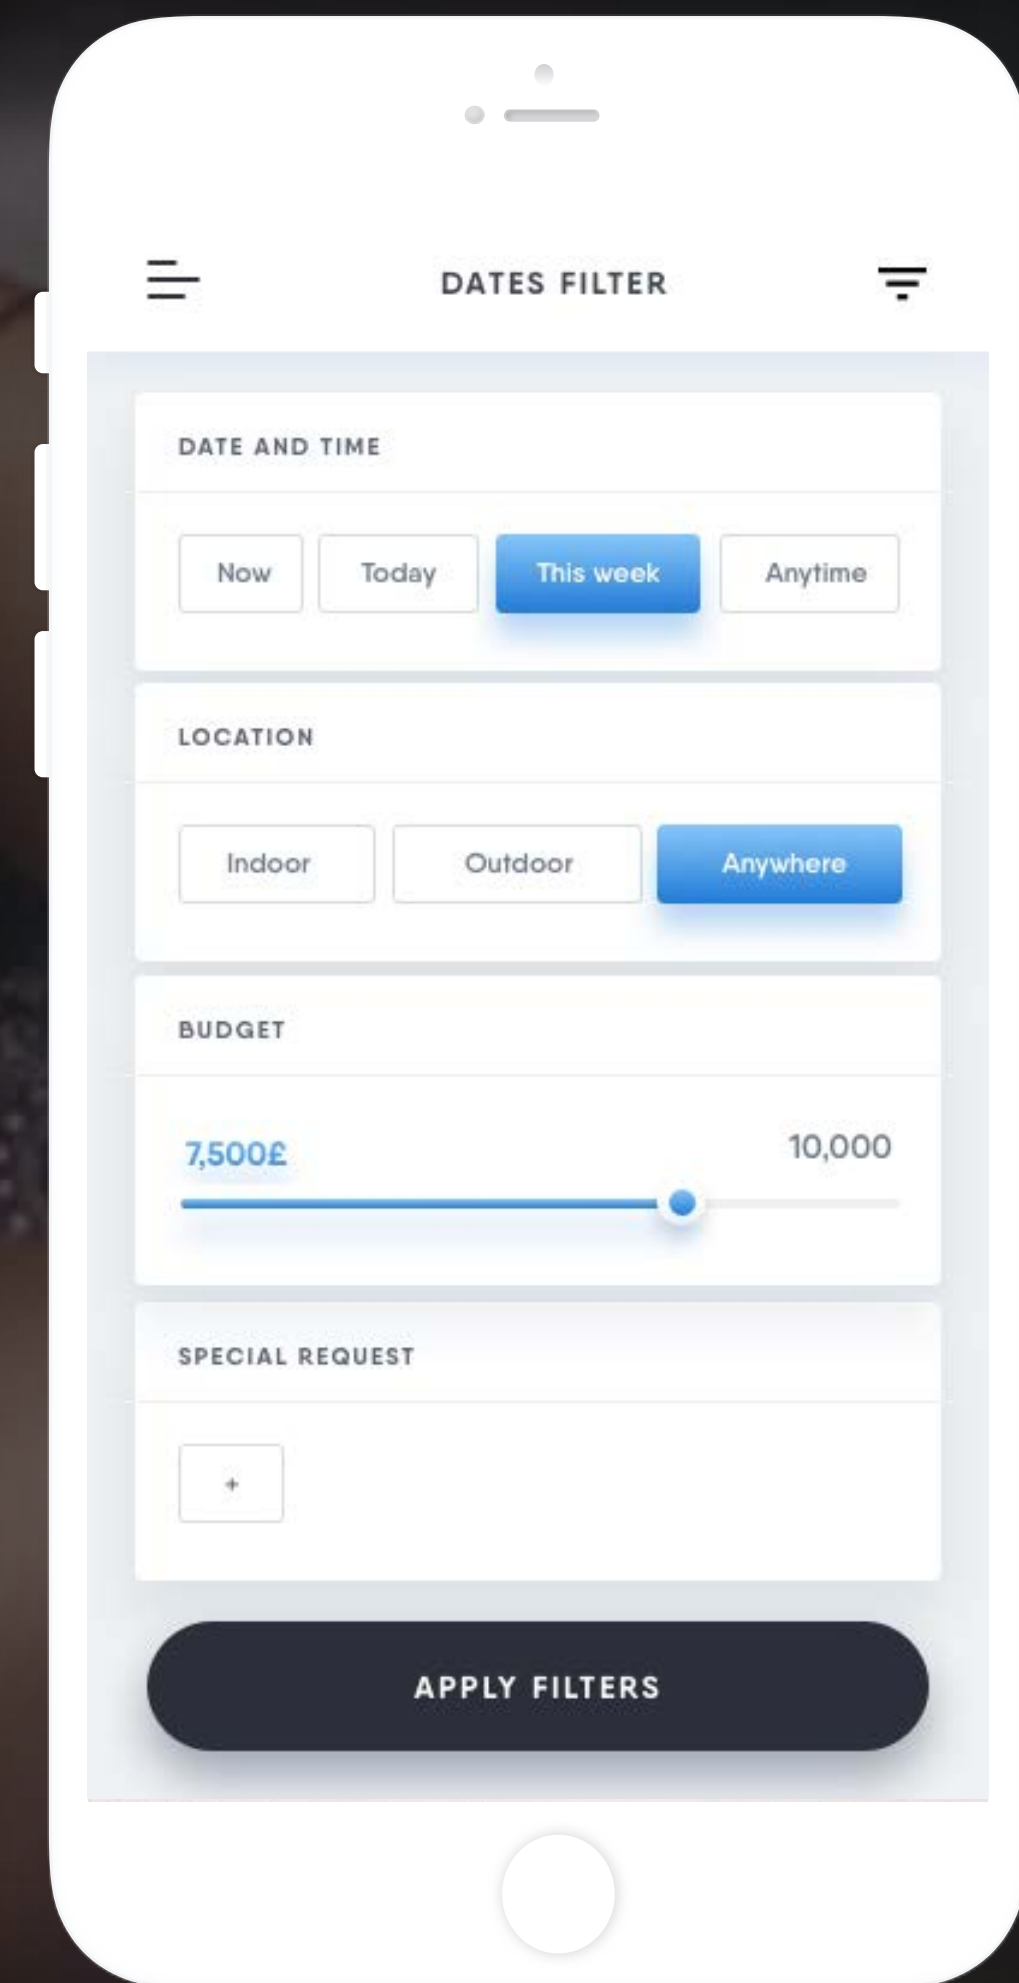 DATES FILTER
DATE AND TIME
Now Today This week Anytime
LOCATION
Indoor Outdoor Anywhere
BUDGET
7,500£ 10,000
SPECIAL REQUEST
+
APPLY FILTERS